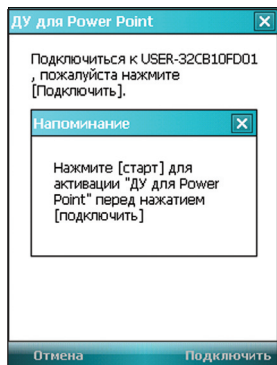 ДУ для Power Point
Подключиться к USER-32CB10FD01
, пожалуйста нажмите
[Подключить].
Напоминание
Нажмите [старт] для
активации "ДУ для Power
Point" перед нажатием
[подключить]
Отмена Подключить